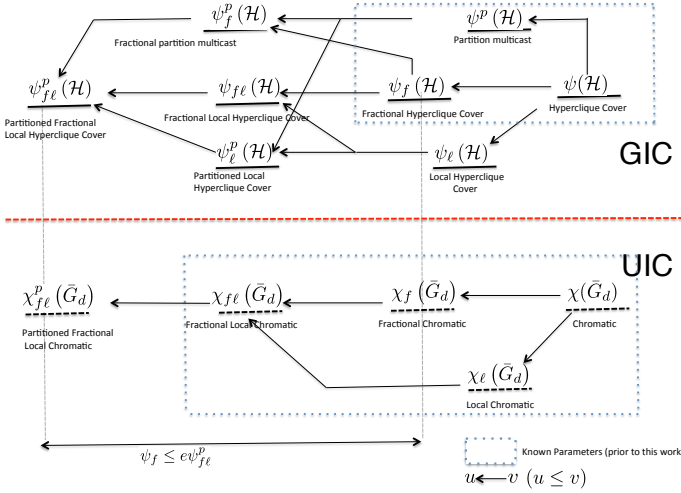 ψ_f^p (ℋ)
ψ^p (ℋ)
Fractional partition multicast
Partition multicast
ψ_{fℓ}^p (ℋ)
ψ_{fℓ} (ℋ)
ψ_f (ℋ)
ψ(ℋ)
Partitioned Fractional
Local Hyperclique Cover
Fractional Local Hyperclique Cover
Fractional Hyperclique Cover
Hyperclique Cover
ψ_ℓ^p (ℋ)
ψ_ℓ (ℋ)
Partitioned Local
Hyperclique Cover
Local Hyperclique
Cover
GIC
UIC
χ_{fℓ}^p (Ḡ_d)
χ_{fℓ} (Ḡ_d)
χ_f (Ḡ_d)
χ(Ḡ_d)
Partitioned Fractional
Local Chromatic
Fractional Local Chromatic
Fractional Chromatic
Chromatic
χ_ℓ (Ḡ_d)
Local Chromatic
ψ_f ≤ eψ_{fℓ}^p
Known Parameters (prior to this work
u ← v (u ≤ v)